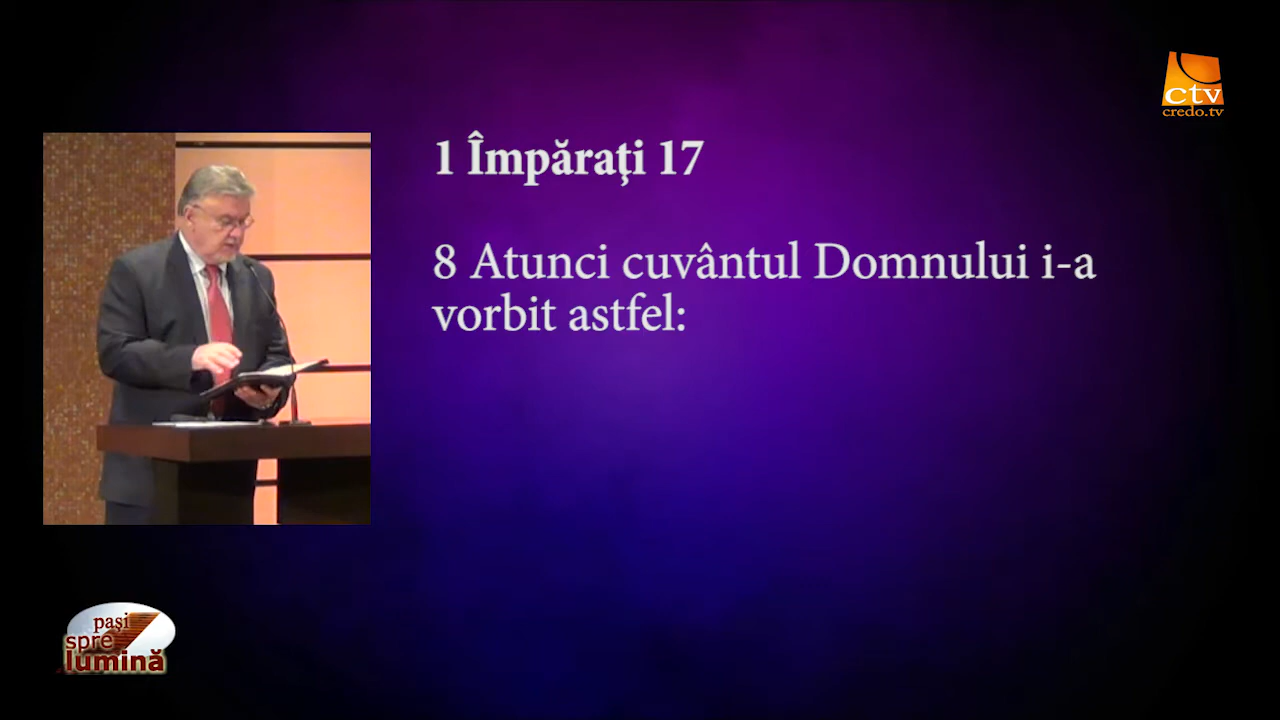 ctv
credo.tv
1 Împăraţi 17
8 Atunci cuvântul Domnului i-a
vorbit astfel:
paşi
spre
lumină